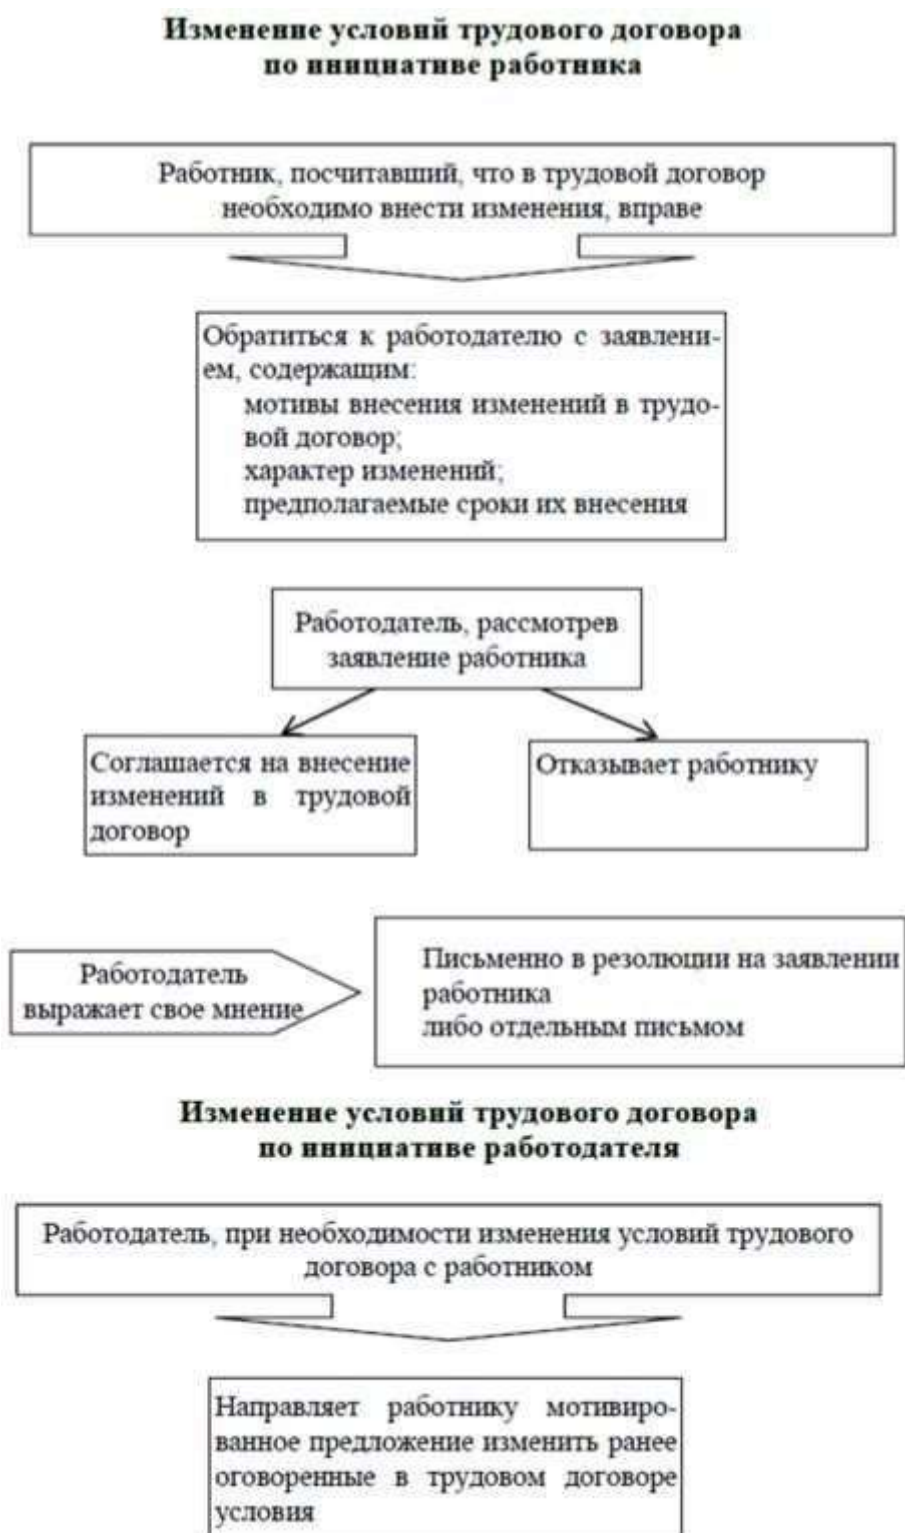 Изменение условий трудового договора
по инициативе работника
Работник, посчитавший, что в трудовой договор
необходимо внести изменения, вправе
Обратиться к работодателю с заявлени-
ем, содержащим:
мотивы внесения изменений в трудо-
вой договор;
характер изменений;
предполагаемые сроки их внесения
Работодатель, рассмотрев
заявление работника
Соглашается на внесение
изменений в трудовой
договор
Отказывает работнику
Работодатель
выражает свое мнение
Письменно в резолюции на заявлении
работника
либо отдельным письмом
Изменение условий трудового договора
по инициативе работодателя
Работодатель, при необходимости изменения условий трудового
договора с работником
Направляет работнику мотивиро-
ванное предложение изменить ранее
оговоренные в трудовом договоре
условия